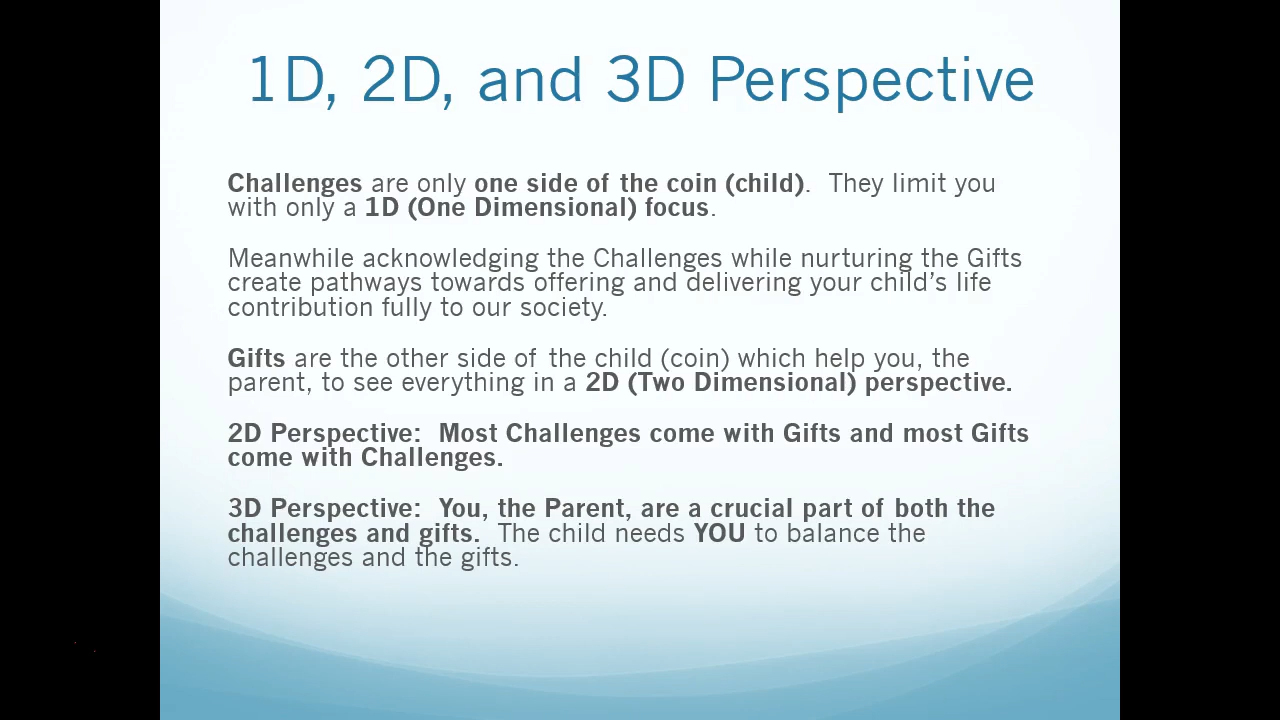 1D, 2D, and 3D Perspective
Challenges are only one side of the coin (child).  They limit you
with only a 1D (One Dimensional) focus.
Meanwhile acknowledging the Challenges while nurturing the Gifts
create pathways towards offering and delivering your child’s life
contribution fully to our society.
Gifts are the other side of the child (coin) which help you, the
parent, to see everything in a 2D (Two Dimensional) perspective.
2D Perspective:  Most Challenges come with Gifts and most Gifts
come with Challenges.
3D Perspective:  You, the Parent, are a crucial part of both the
challenges and gifts.  The child needs YOU to balance the
challenges and the gifts.